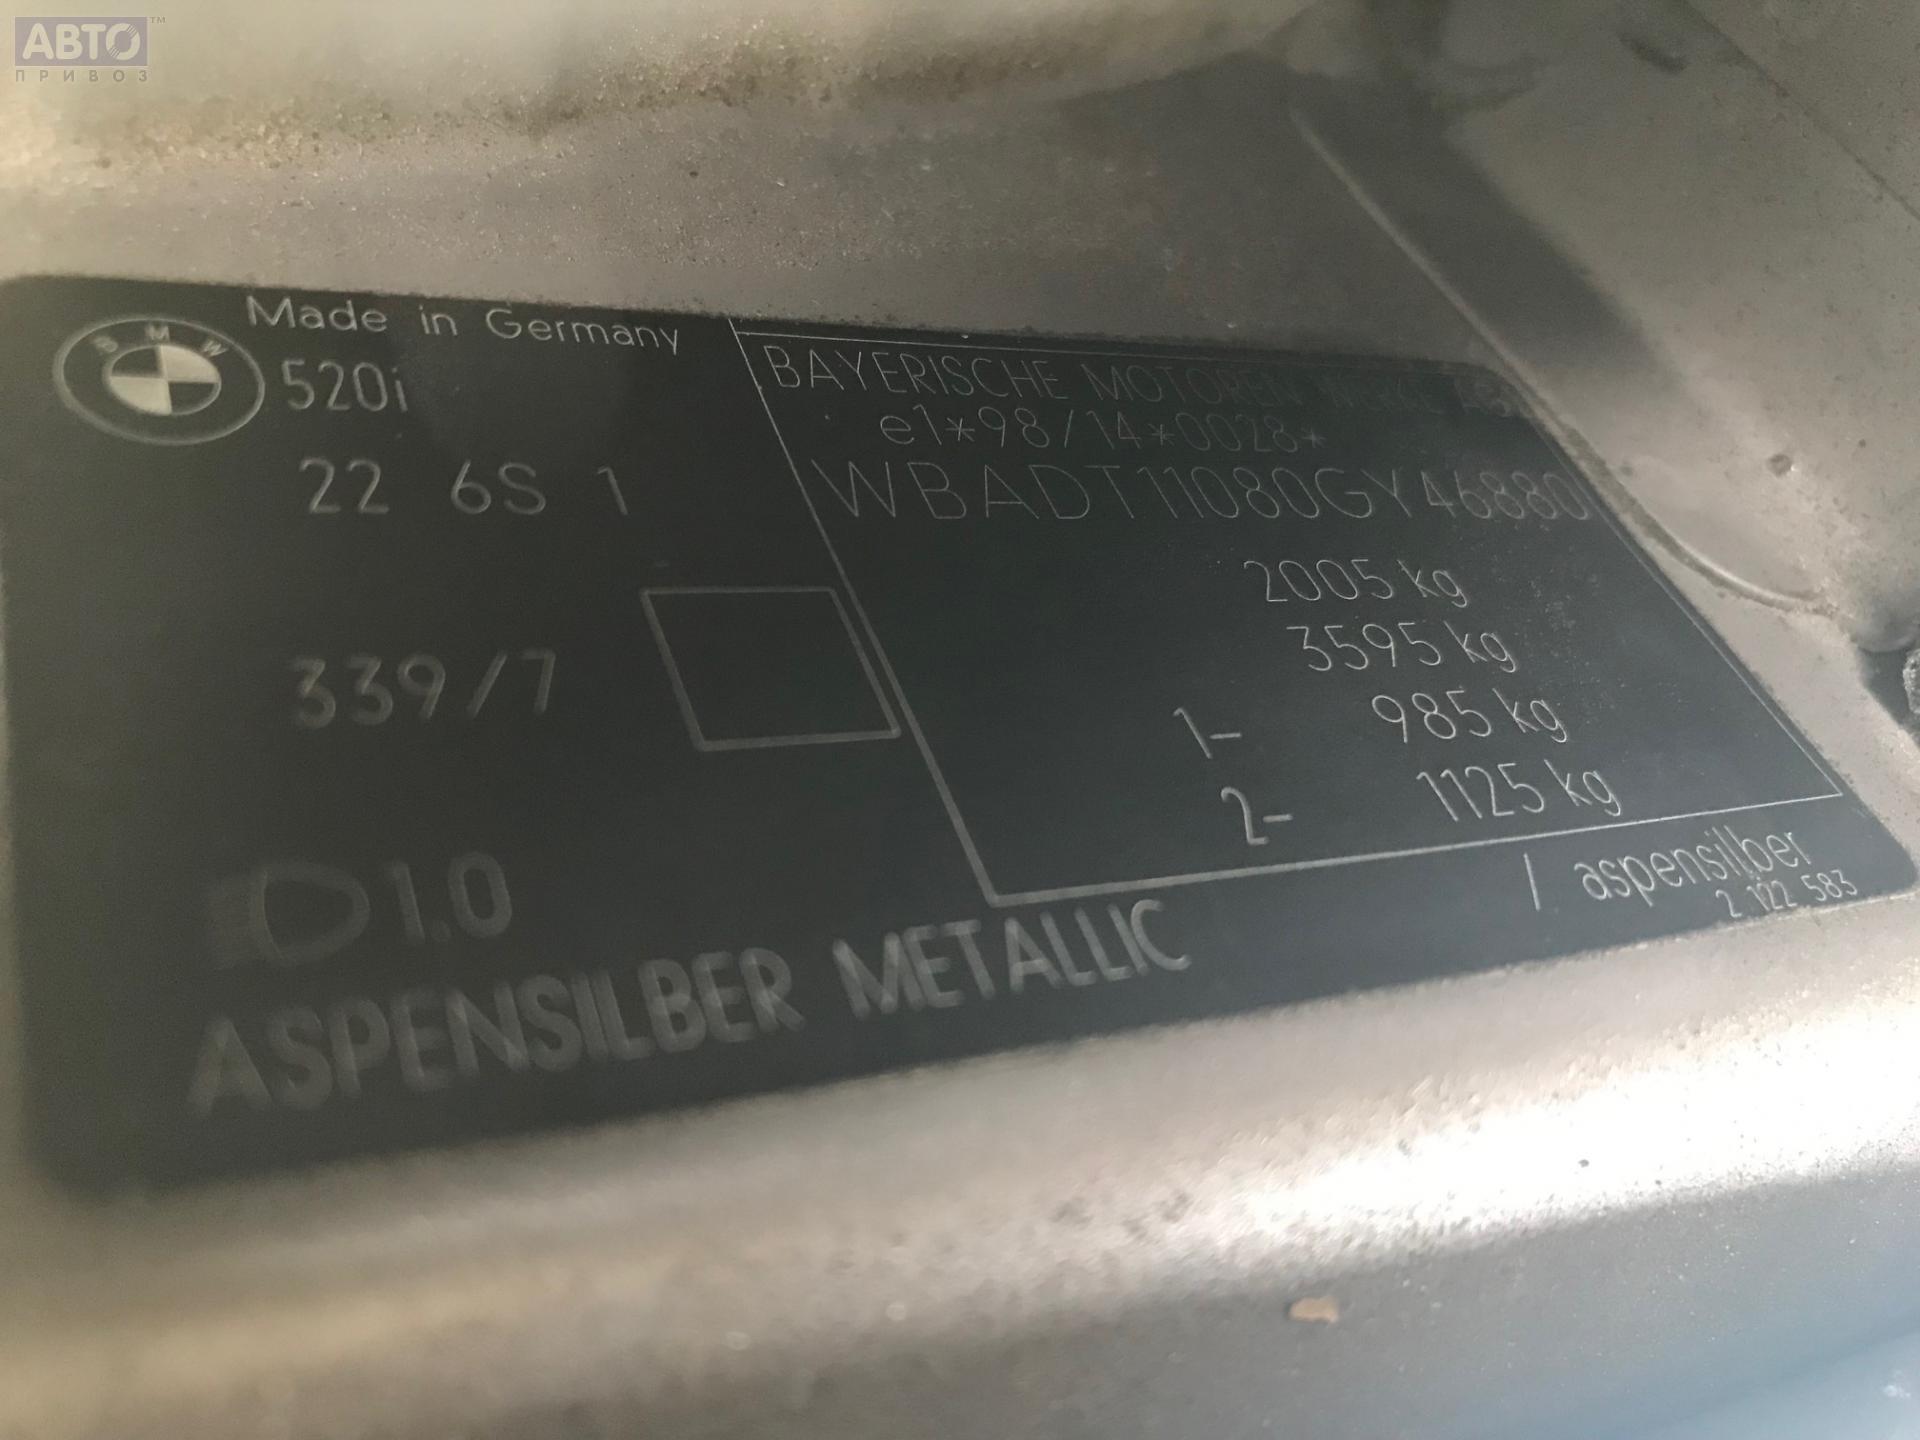 АВТО™
ПРИВОЗ
Made in Germany
BMW
520i
22 6S 1
339/7
1.0
ASPENSILBER METALLIC
BAYERISCHE MOTOREN WERKE AG
e1*98/14*0028*
WBADT11080GY46880
2005 kg
3595 kg
1- 985 kg
2- 1125 kg
/ aspensilber
2 122 583